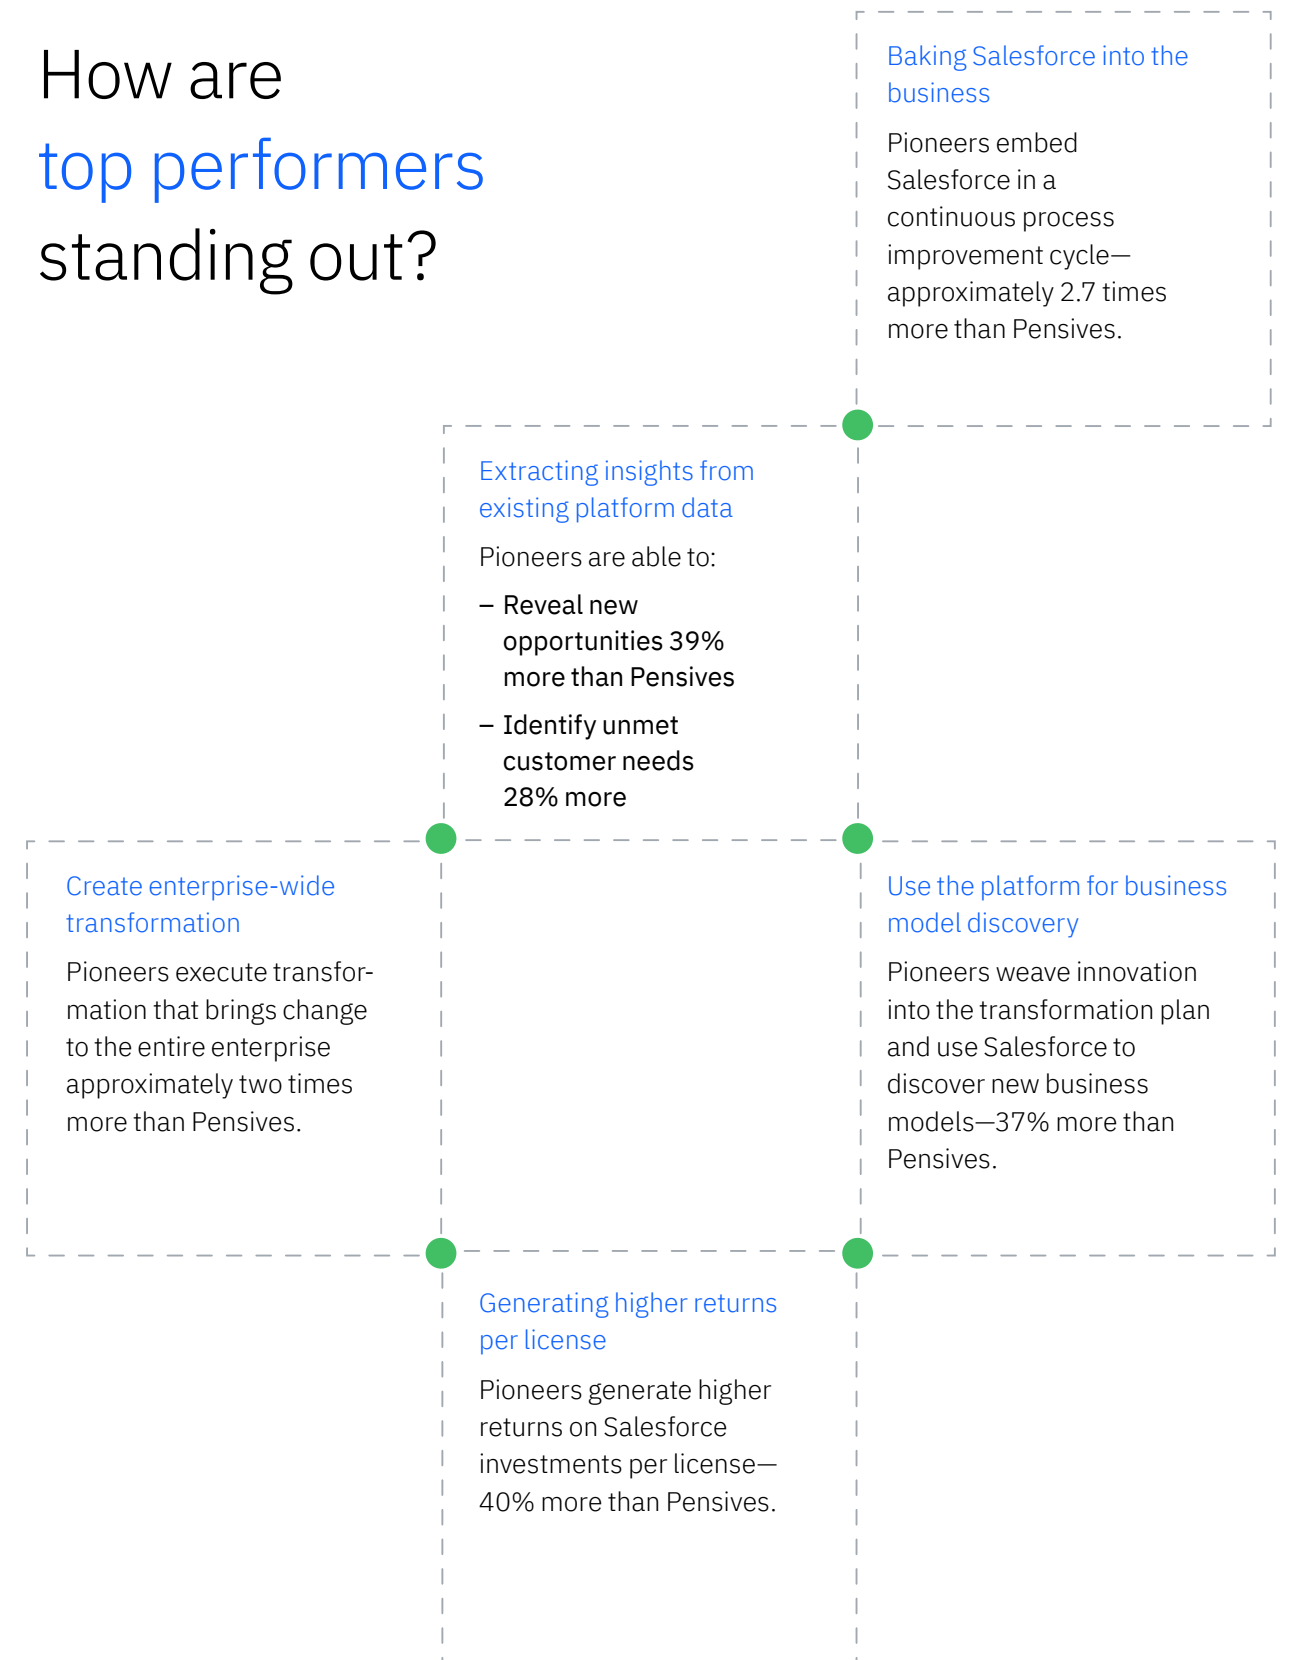 How are
top performers
standing out?
Baking Salesforce into the
business
Pioneers embed
Salesforce in a
continuous process
improvement cycle—
approximately 2.7 times
more than Pensives.
Extracting insights from
existing platform data
Pioneers are able to:
– Reveal new
opportunities 39%
more than Pensives
– Identify unmet
customer needs
28% more
Create enterprise-wide
transformation
Pioneers execute transfor-
mation that brings change
to the entire enterprise
approximately two times
more than Pensives.
Use the platform for business
model discovery
Pioneers weave innovation
into the transformation plan
and use Salesforce to
discover new business
models—37% more than
Pensives.
Generating higher returns
per license
Pioneers generate higher
returns on Salesforce
investments per license—
40% more than Pensives.